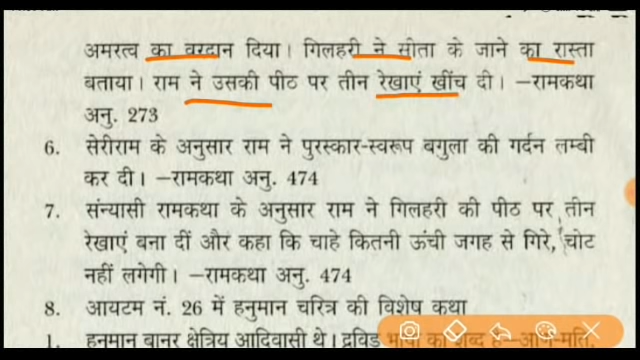 अमरत्व का वरदान दिया। गिलहरी ने सीता के जाने का रास्ता
बताया। राम ने उसकी पीठ पर तीन रेखाएं खींच दी। –रामकथा
अनु. 273
6. सेरीराम के अनुसार राम ने पुरस्कार-स्वरूप बगुला की गर्दन लम्बी
कर दी। –रामकथा अनु. 474
7. संन्यासी रामकथा के अनुसार राम ने गिलहरी की पीठ पर तीन
रेखाएं बना दीं और कहा कि चाहे कितनी ऊंची जगह से गिरे, चोट
नहीं लगेगी। –रामकथा अनु. 474
8. आयटम नं. 26 में हनुमान चरित्र की विशेष कथा
1. हनुमान बानर क्षेत्रिय आदिवासी थे। द्रविड़